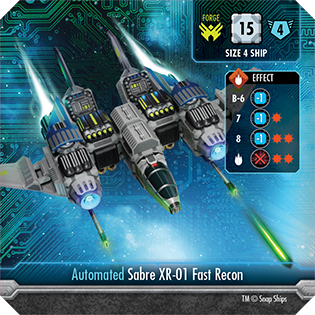 FORGE
15
4
SIZE 4 SHIP
EFFECT
B-6 -1
7 -1
8 -1
Automated Sabre XR-01 Fast Recon
TM © Snap Ships